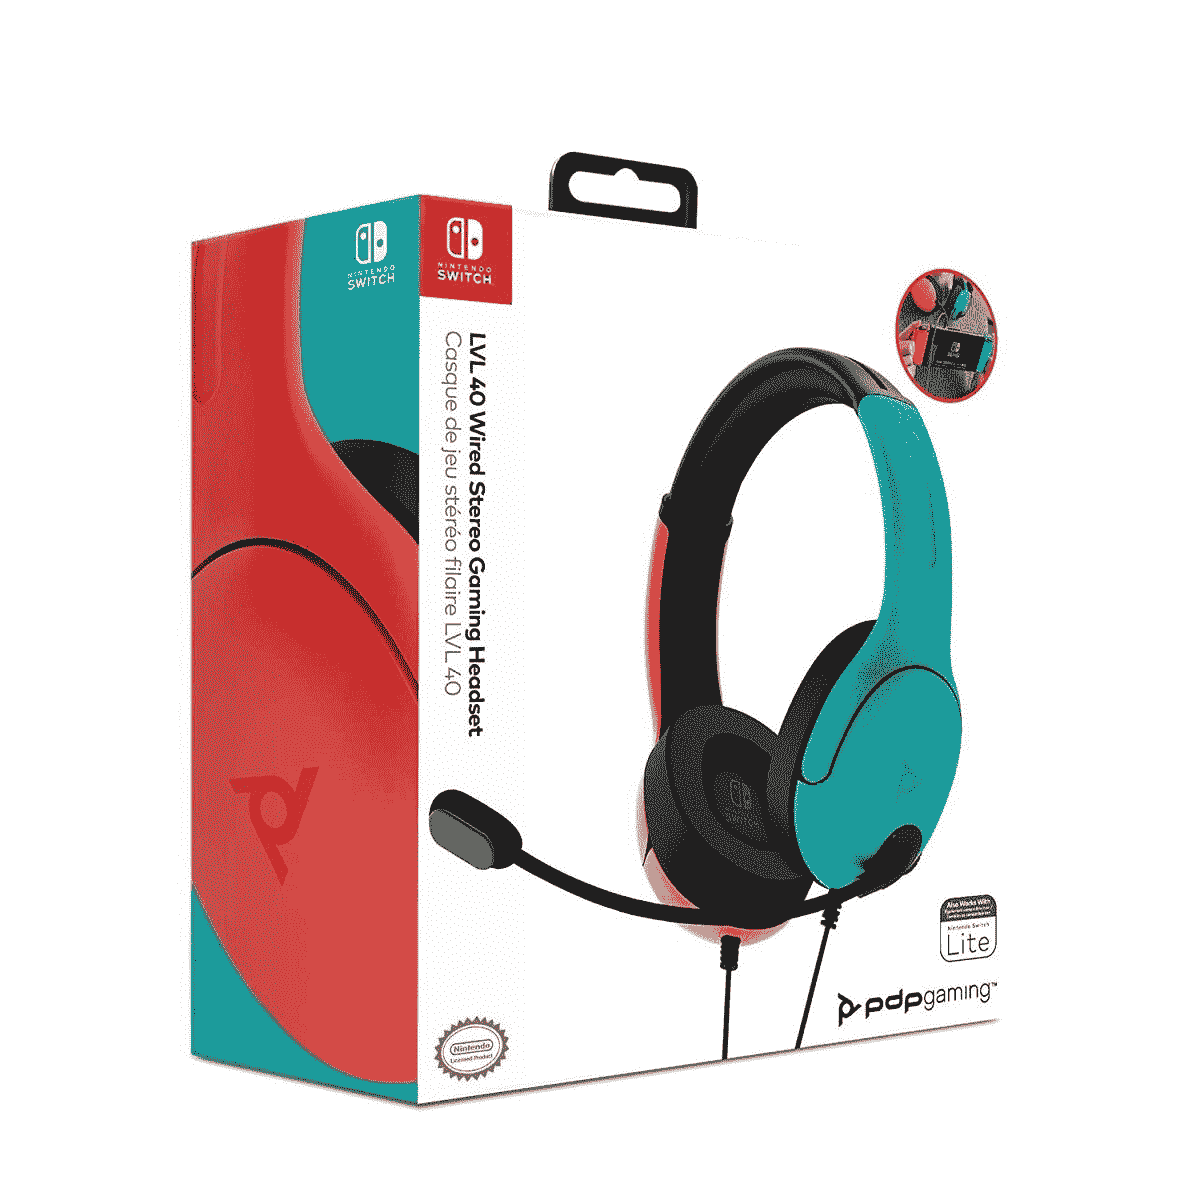 NINTENDO
SWITCH
NINTENDO
SWITCH
LVL 40 Wired Stereo Gaming Headset
Casque de jeu stéréo filaire LVL 40
SWITCH
Also Works With
Nintendo Switch
Lite
pdpgaming™
Nintendo
Licensed Product